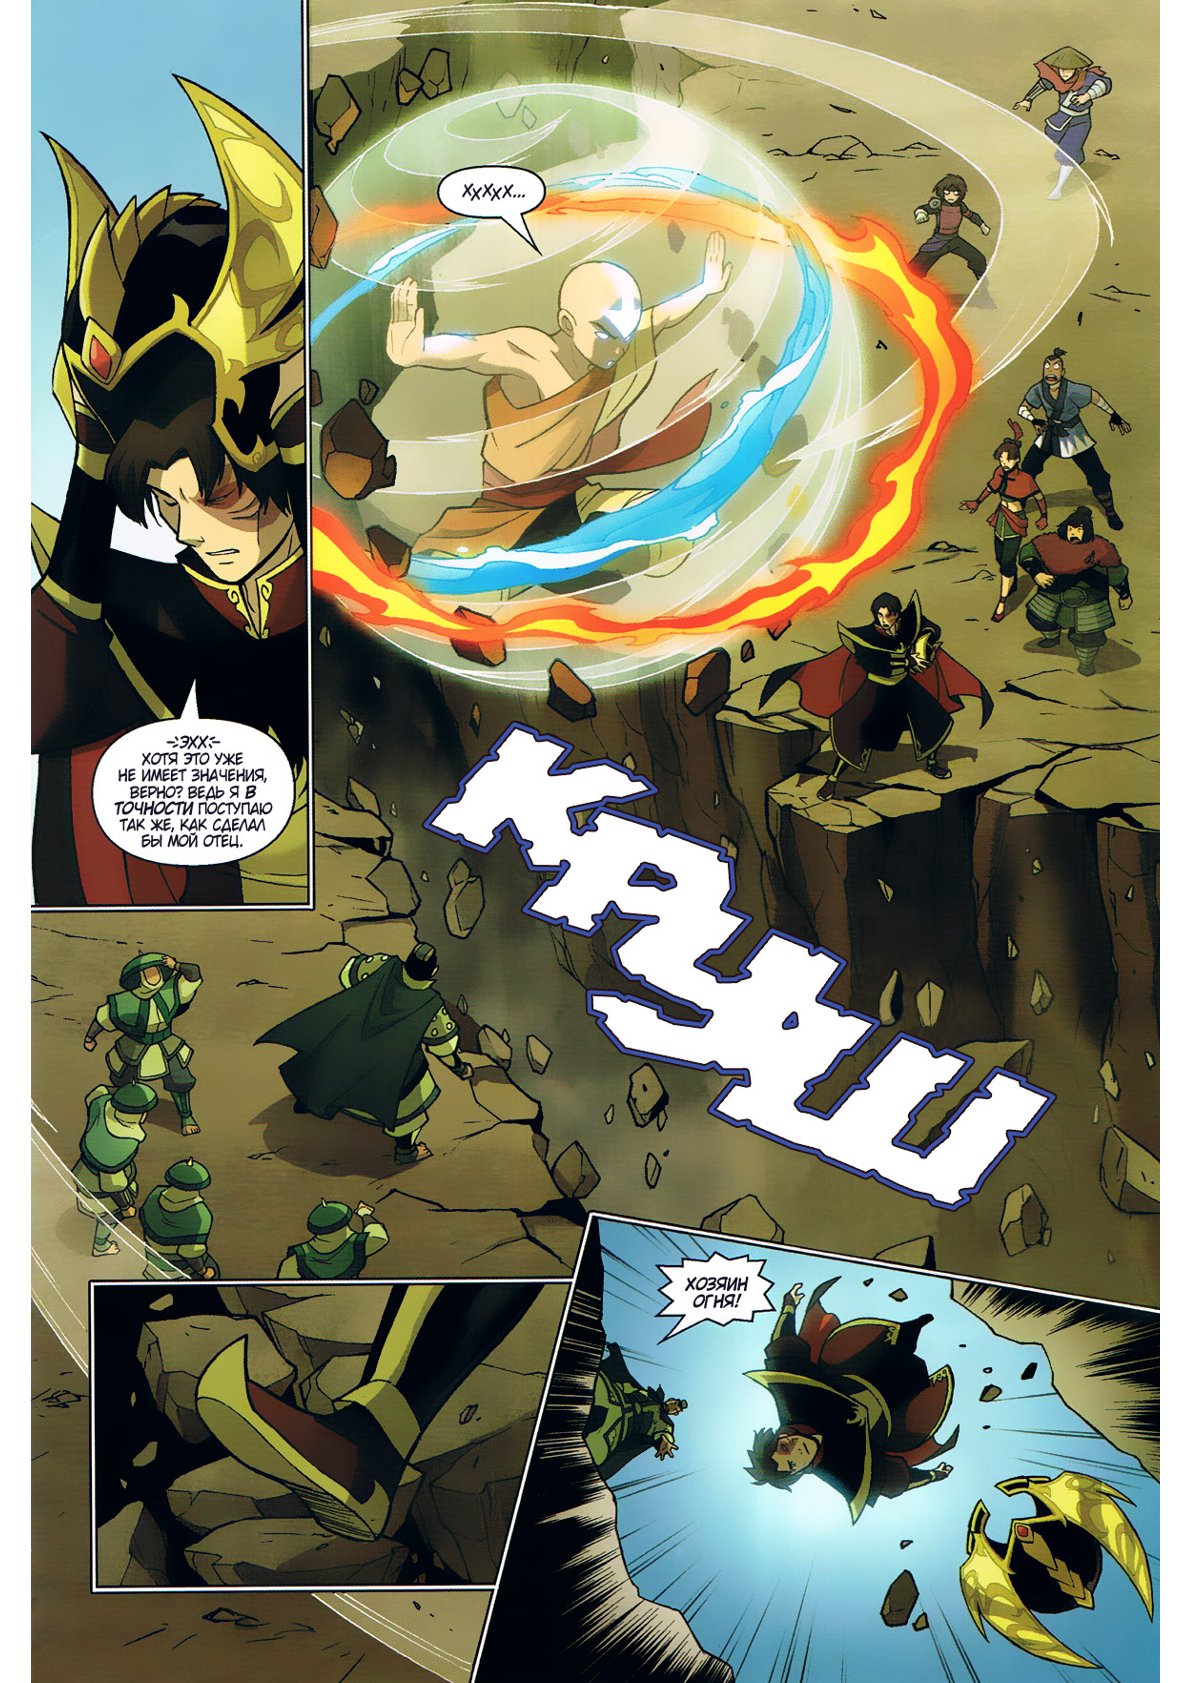 ХХХХХ...
-ЭХХ-
ХОТЯ ЭТО УЖЕ
НЕ ИМЕЕТ ЗНАЧЕНИЯ,
ВЕРНО? ВЕДЬ Я В
ТОЧНОСТИ ПОСТУПАЮ
ТАК ЖЕ, КАК СДЕЛАЛ
БЫ МОЙ ОТЕЦ.
КРУШ
ХОЗЯИН
ОГНЯ!